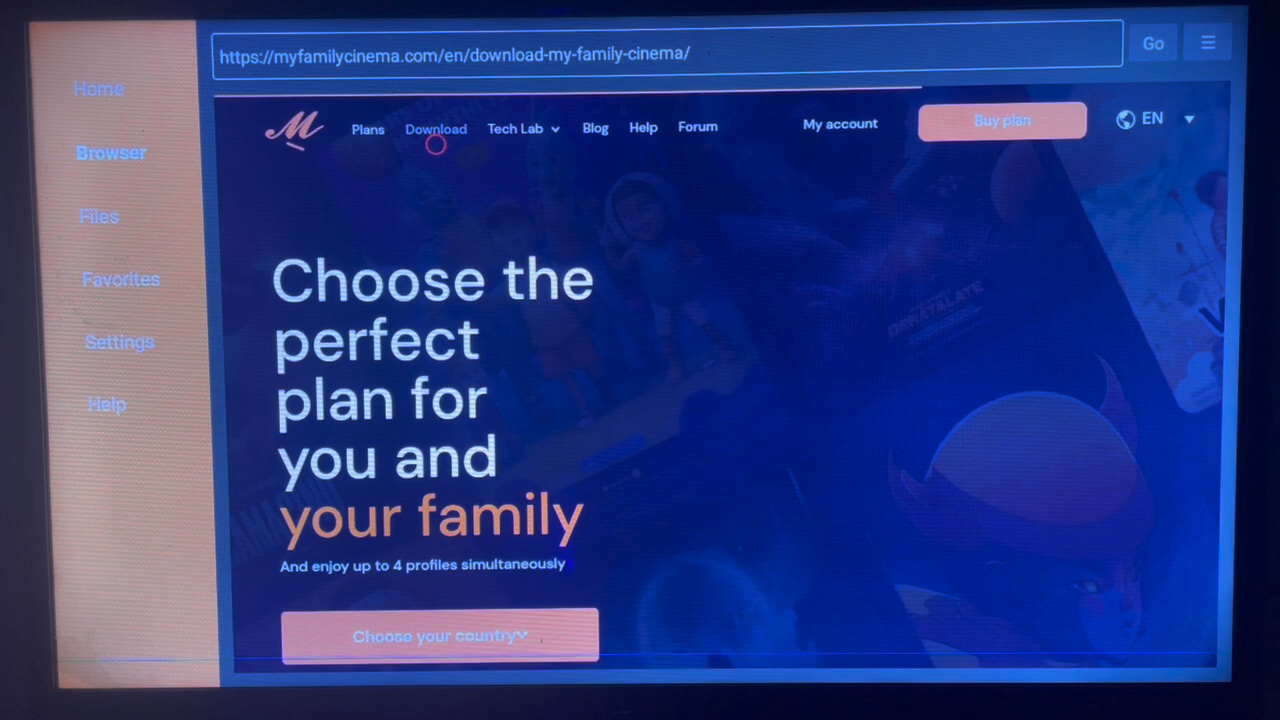 https://myfamilycinema.com/en/download-my-family-cinema/
Go
Home
Browser
Files
Favorites
Settings
Help
M
Plans
Download
Tech Lab
Blog
Help
Forum
My account
Buy plan
EN
Choose the
perfect
plan for
you and
your family
And enjoy up to 4 profiles simultaneously
Choose your country